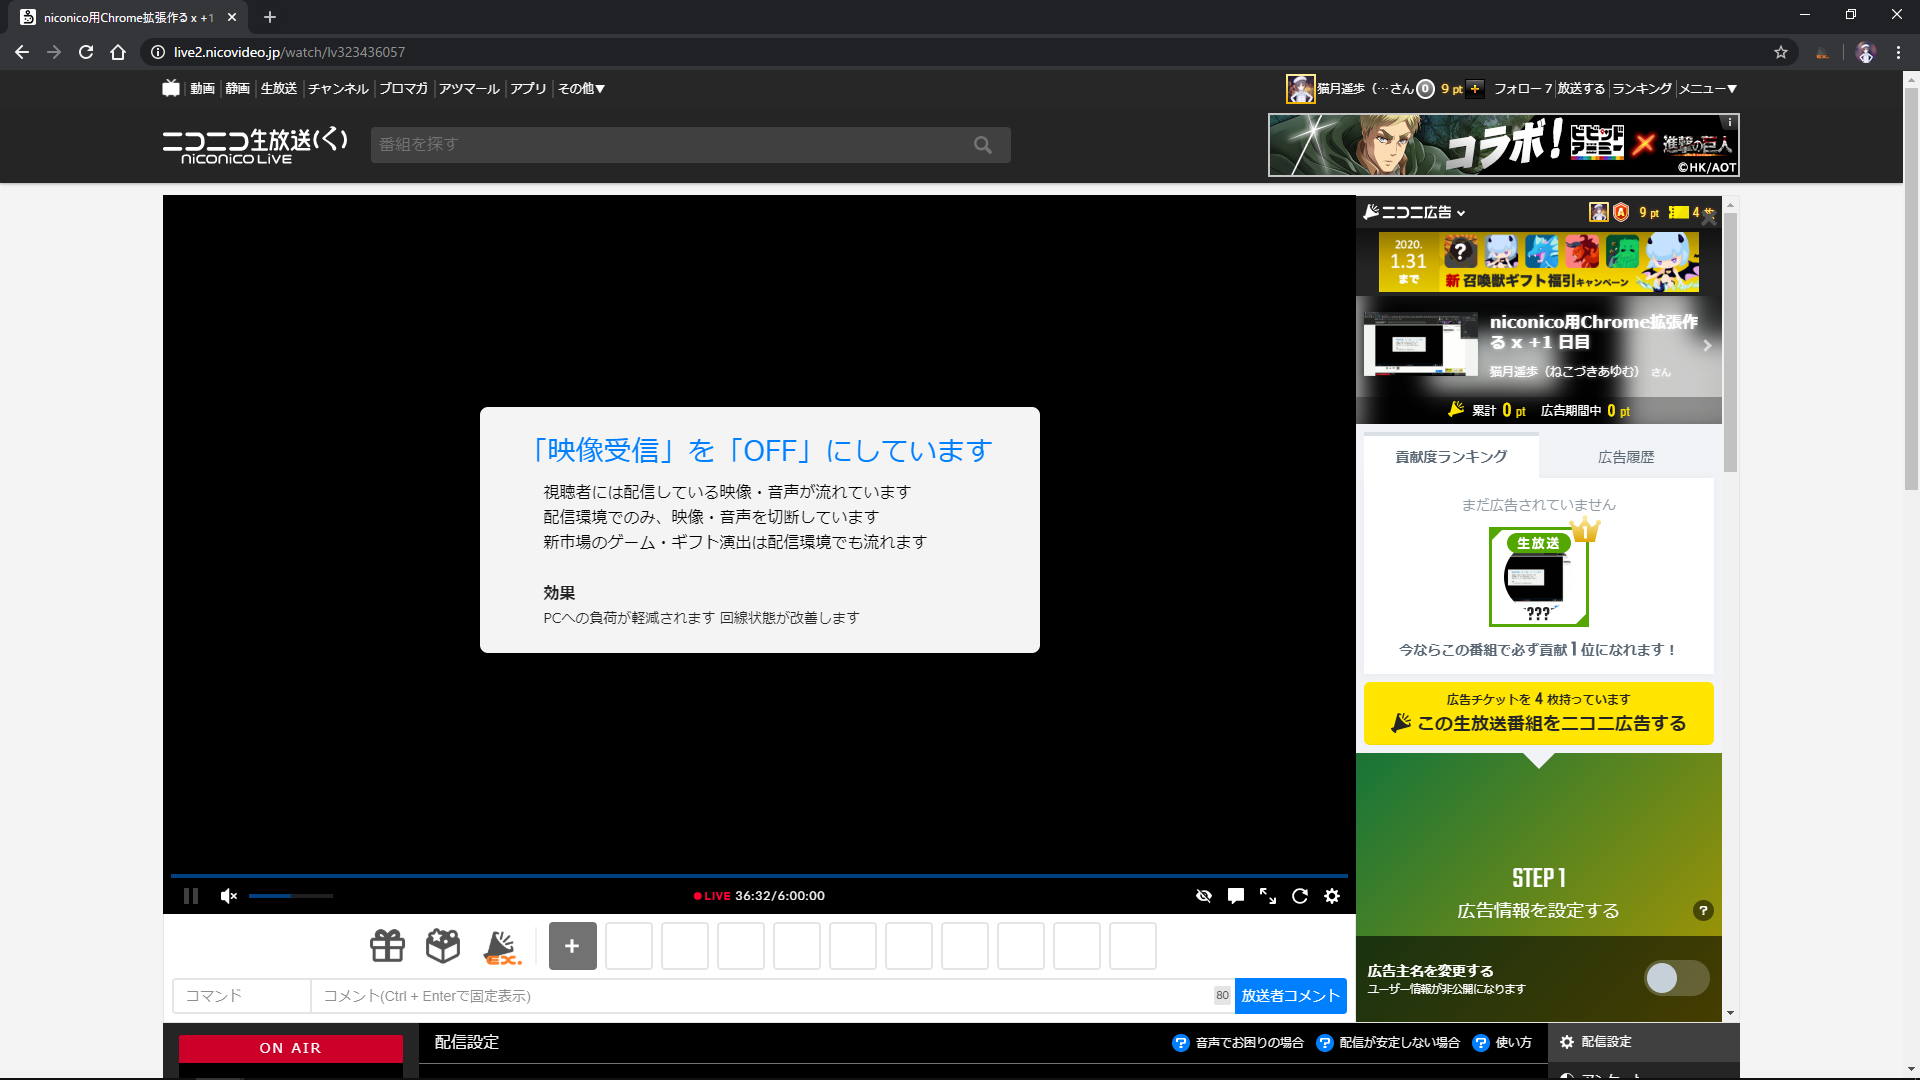 niconico用Chrome拡張作る x +1
live2.nicovideo.jp/watch/lv323436057
動画 静画 生放送 チャンネル ブロマガ アツマール アプリ その他▼
猫月遥歩（…さん 0 9 pt + フォロー 7 放送する ランキング メニュー▼
ニコニコ生放送(く)
niconico LIVE
番組を探す
コラボ! ビビッドアーミー × 進撃の巨人
©HK/AOT
ニコニ広告
A 9 pt 4
2020.
1.31
まで
新 召喚獣ギフト福引キャンペーン
niconico用Chrome拡張作
る x +1 日目
猫月遥歩（ねこづきあゆむ） さん
累計 0 pt 広告期間中 0 pt
「映像受信」を「OFF」にしています
視聴者には配信している映像・音声が流れています
配信環境でのみ、映像・音声を切断しています
新市場のゲーム・ギフト演出は配信環境でも流れます
効果
PCへの負荷が軽減されます 回線状態が改善します
貢献度ランキング 広告履歴
まだ広告されていません
1
生放送
???
今ならこの番組で必ず貢献1位になれます！
広告チケットを 4 枚持っています
この生放送番組をニコニ広告する
STEP 1
広告情報を設定する
?
広告主名を変更する
ユーザー情報が非公開になります
LIVE 36:32/6:00:00
EX.
+
コマンド コメント(Ctrl + Enterで固定表示) 80 放送者コメント
ON AIR
配信設定
? 音声でお困りの場合 ? 配信が安定しない場合 ? 使い方
配信設定